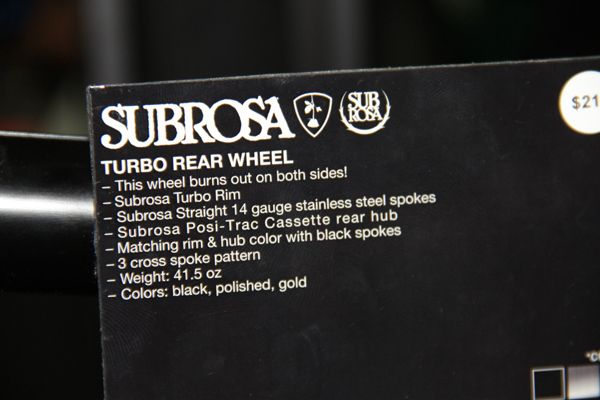 SUBROSA SUB ROSA
TURBO REAR WHEEL
– This wheel burns out on both sides!
– Subrosa Turbo Rim
– Subrosa Straight 14 gauge stainless steel spokes
– Subrosa Posi-Trac Cassette rear hub
– Matching rim & hub color with black spokes
– 3 cross spoke pattern
– Weight: 41.5 oz
– Colors: black, polished, gold